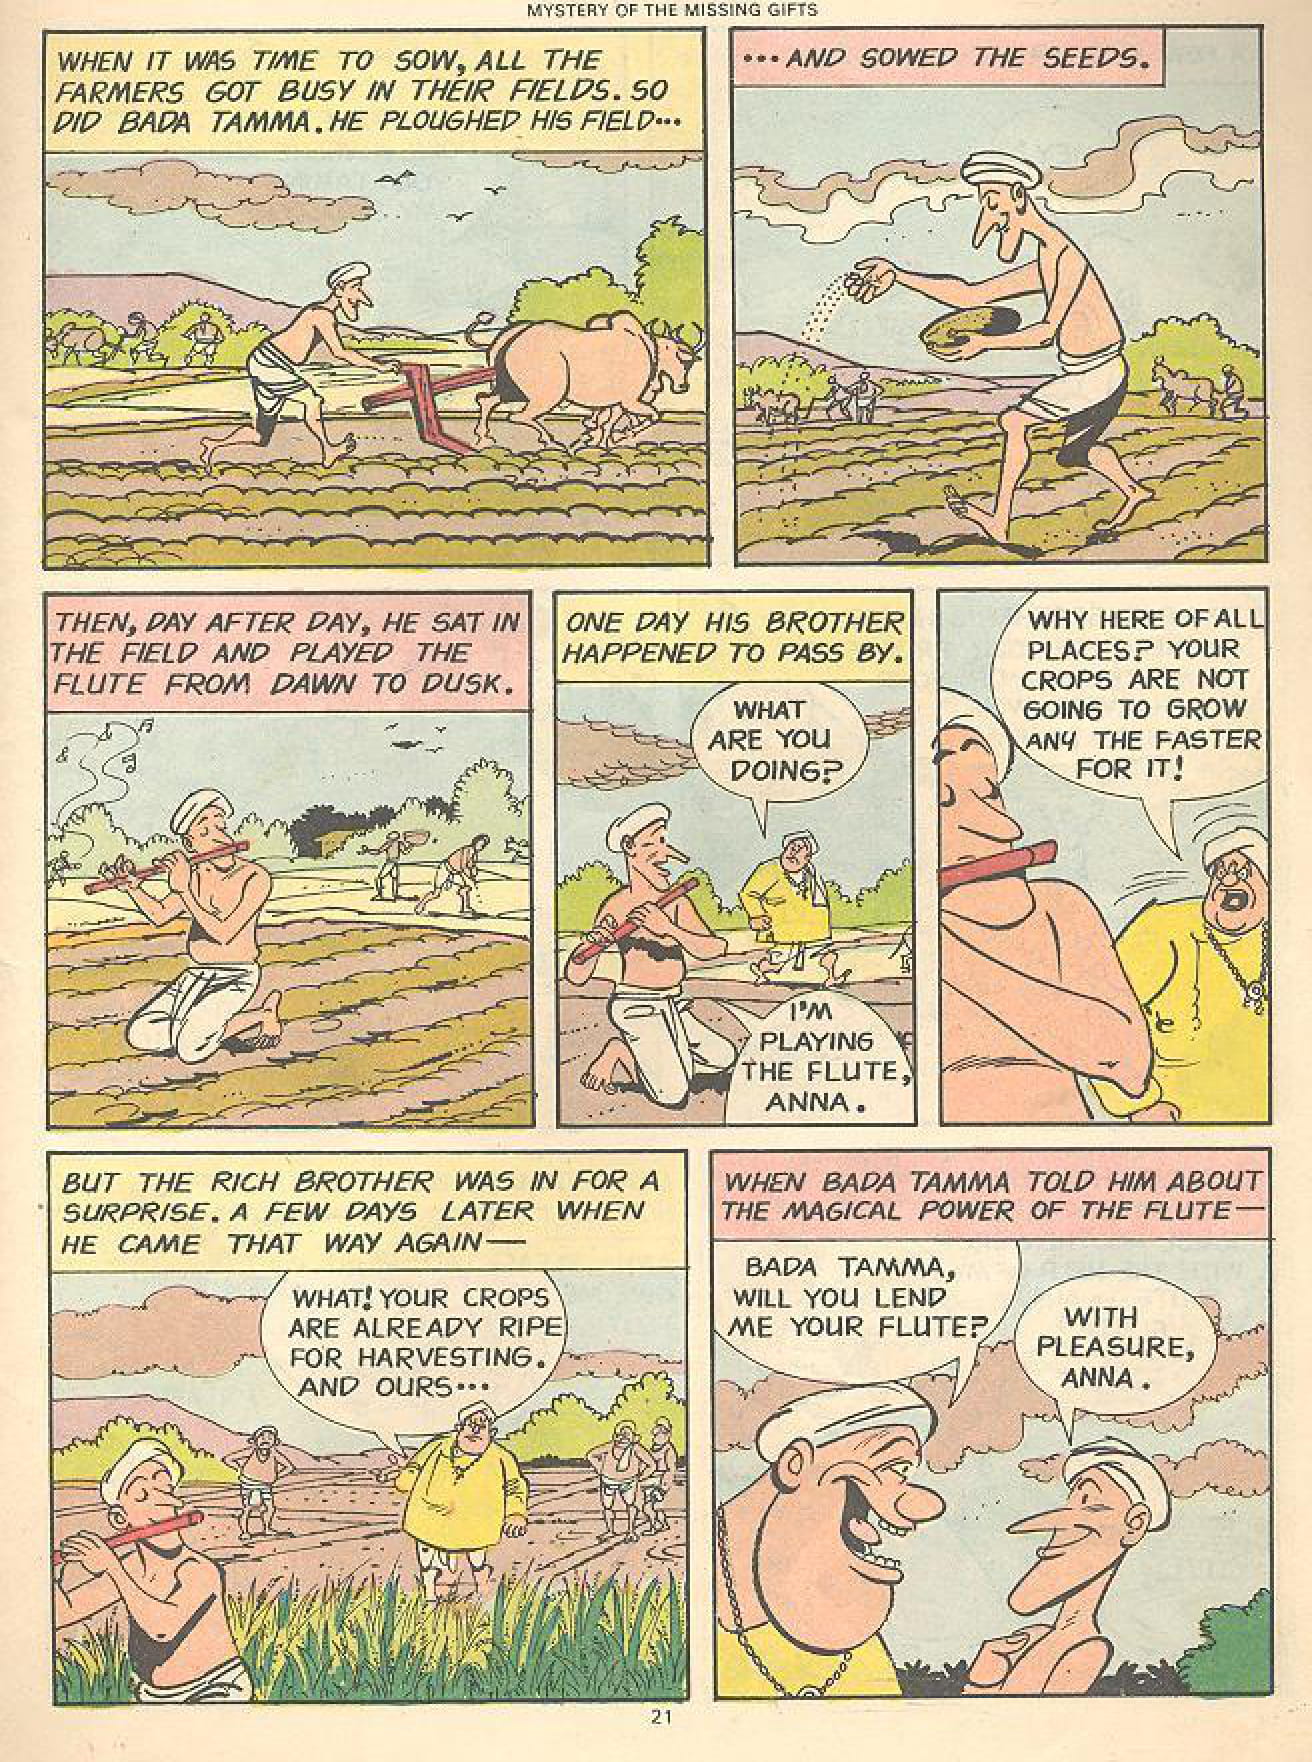 MYSTERY OF THE MISSING GIFTS
WHEN IT WAS TIME TO SOW, ALL THE
FARMERS GOT BUSY IN THEIR FIELDS. SO
DID BADA TAMMA. HE PLOUGHED HIS FIELD...
...AND SOWED THE SEEDS.
THEN, DAY AFTER DAY, HE SAT IN
THE FIELD AND PLAYED THE
FLUTE FROM DAWN TO DUSK.
ONE DAY HIS BROTHER
HAPPENED TO PASS BY.
WHAT
ARE YOU
DOING?
I'M
PLAYING
THE FLUTE,
ANNA.
WHY HERE OF ALL
PLACES? YOUR
CROPS ARE NOT
GOING TO GROW
ANY THE FASTER
FOR IT!
BUT THE RICH BROTHER WAS IN FOR A
SURPRISE. A FEW DAYS LATER WHEN
HE CAME THAT WAY AGAIN—
WHAT! YOUR CROPS
ARE ALREADY RIPE
FOR HARVESTING.
AND OURS...
WHEN BADA TAMMA TOLD HIM ABOUT
THE MAGICAL POWER OF THE FLUTE—
BADA TAMMA,
WILL YOU LEND
ME YOUR FLUTE?
WITH
PLEASURE,
ANNA.
21